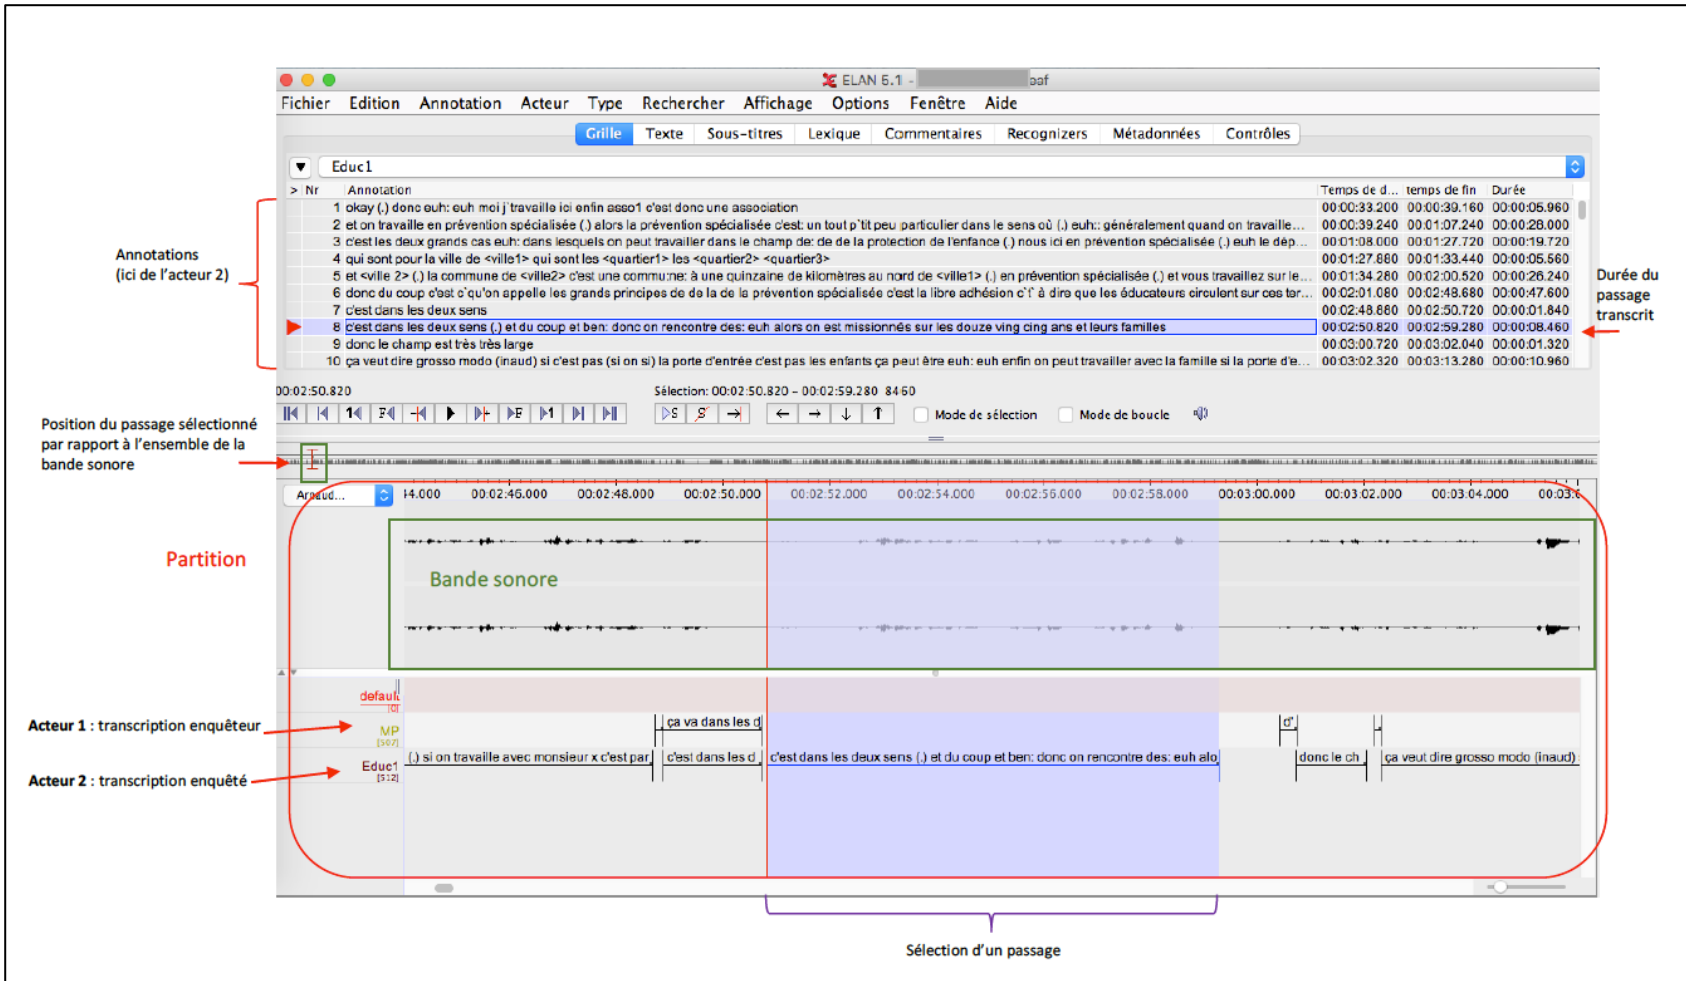 ELAN 5.1 -
Fichier Edition Annotation Acteur Type Rechercher Affichage Options Fenêtre Aide
Grille Texte Sous-titres Lexique Commentaires Recognizers Métadonnées Contrôles
Educ1
> Nr Annotation Temps de d... temps de fin Durée
1 okay (.) donc euh: euh moi j`travaille ici enfin asso1 c'est donc une association 00:00:33.200 00:00:39.160 00:00:05.960
2 et on travaille en prévention spécialisée (.) alors la prévention spécialisée c'est: un tout p'tit peu particulier dans le sens où (.) euh:: généralement quand on travaille... 00:00:39.240 00:01:07.240 00:00:28.000
3 c'est les deux grands cas euh: dans lesquels on peut travailler dans le champ de: de de la protection de l'enfance (.) nous ici en prévention spécialisée (.) euh le dép... 00:01:08.000 00:01:27.720 00:00:19.720
4 qui sont pour la ville de <ville1> qui sont les <quartier1> les <quartier2> <quartier3> 00:01:27.880 00:01:33.440 00:00:05.560
5 et <ville 2> (.) la commune de <ville2> c'est une commu:ne: à une quinzaine de kilomètres au nord de <ville1> (.) en prévention spécialisée (.) et vous travaillez sur le... 00:01:34.280 00:02:00.520 00:00:26.240
6 donc du coup c'est c`qu'on appelle les grands principes de de la de la prévention spécialisée c'est la libre adhésion c`t` à dire que les éducateurs circulent sur ces ter... 00:02:01.080 00:02:48.680 00:00:47.600
7 c'est dans les deux sens 00:02:48.880 00:02:50.720 00:00:01.840
8 c'est dans les deux sens (.) et du coup et ben: donc on rencontre des: euh alors on est missionnés sur les douze ving cinq ans et leurs familles 00:02:50.820 00:02:59.280 00:00:08.460
9 donc le champ est très très large 00:03:00.720 00:03:02.040 00:00:01.320
10 ça veut dire grosso modo (inaud) si c'est pas (si on si) la porte d'entrée c'est pas les enfants ça peut être euh: euh enfin on peut travailler avec la famille si la porte d'e... 00:03:02.320 00:03:13.280 00:00:10.960
Annotations
(ici de l'acteur 2)
Durée du
passage
transcrit
00:02:50.820
Sélection: 00:02:50.820 - 00:02:59.280 8460
Mode de sélection Mode de boucle
Position du passage sélectionné
par rapport à l'ensemble de la
bande sonore
Arnaud...
44.000 00:02:46.000 00:02:48.000 00:02:50.000 00:02:52.000 00:02:54.000 00:02:56.000 00:02:58.000 00:03:00.000 00:03:02.000 00:03:04.000 00:03:
Partition
Bande sonore
default
[0]
Acteur 1 : transcription enquêteur
MP
[507]
ça va dans les d
Acteur 2 : transcription enquêté
Educ1
[512]
(.) si on travaille avec monsieur x c'est par
c'est dans les d
c'est dans les deux sens (.) et du coup et ben: donc on rencontre des: euh alo
donc le ch
ça veut dire grosso modo (inaud)
Sélection d'un passage